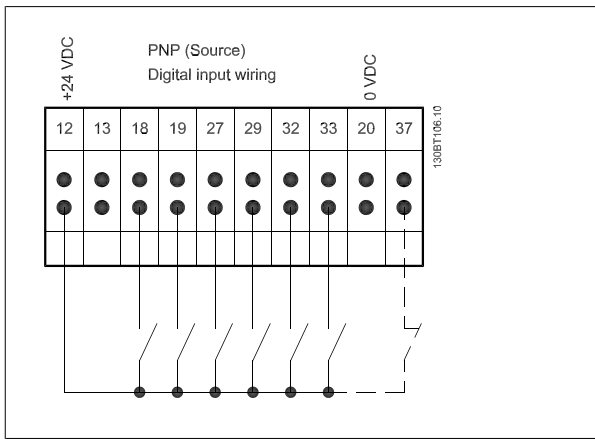 PNP (Source)
Digital input wiring
+24 VDC
0 VDC
12 13 18 19 27 29 32 33 20 37
130BT106.10